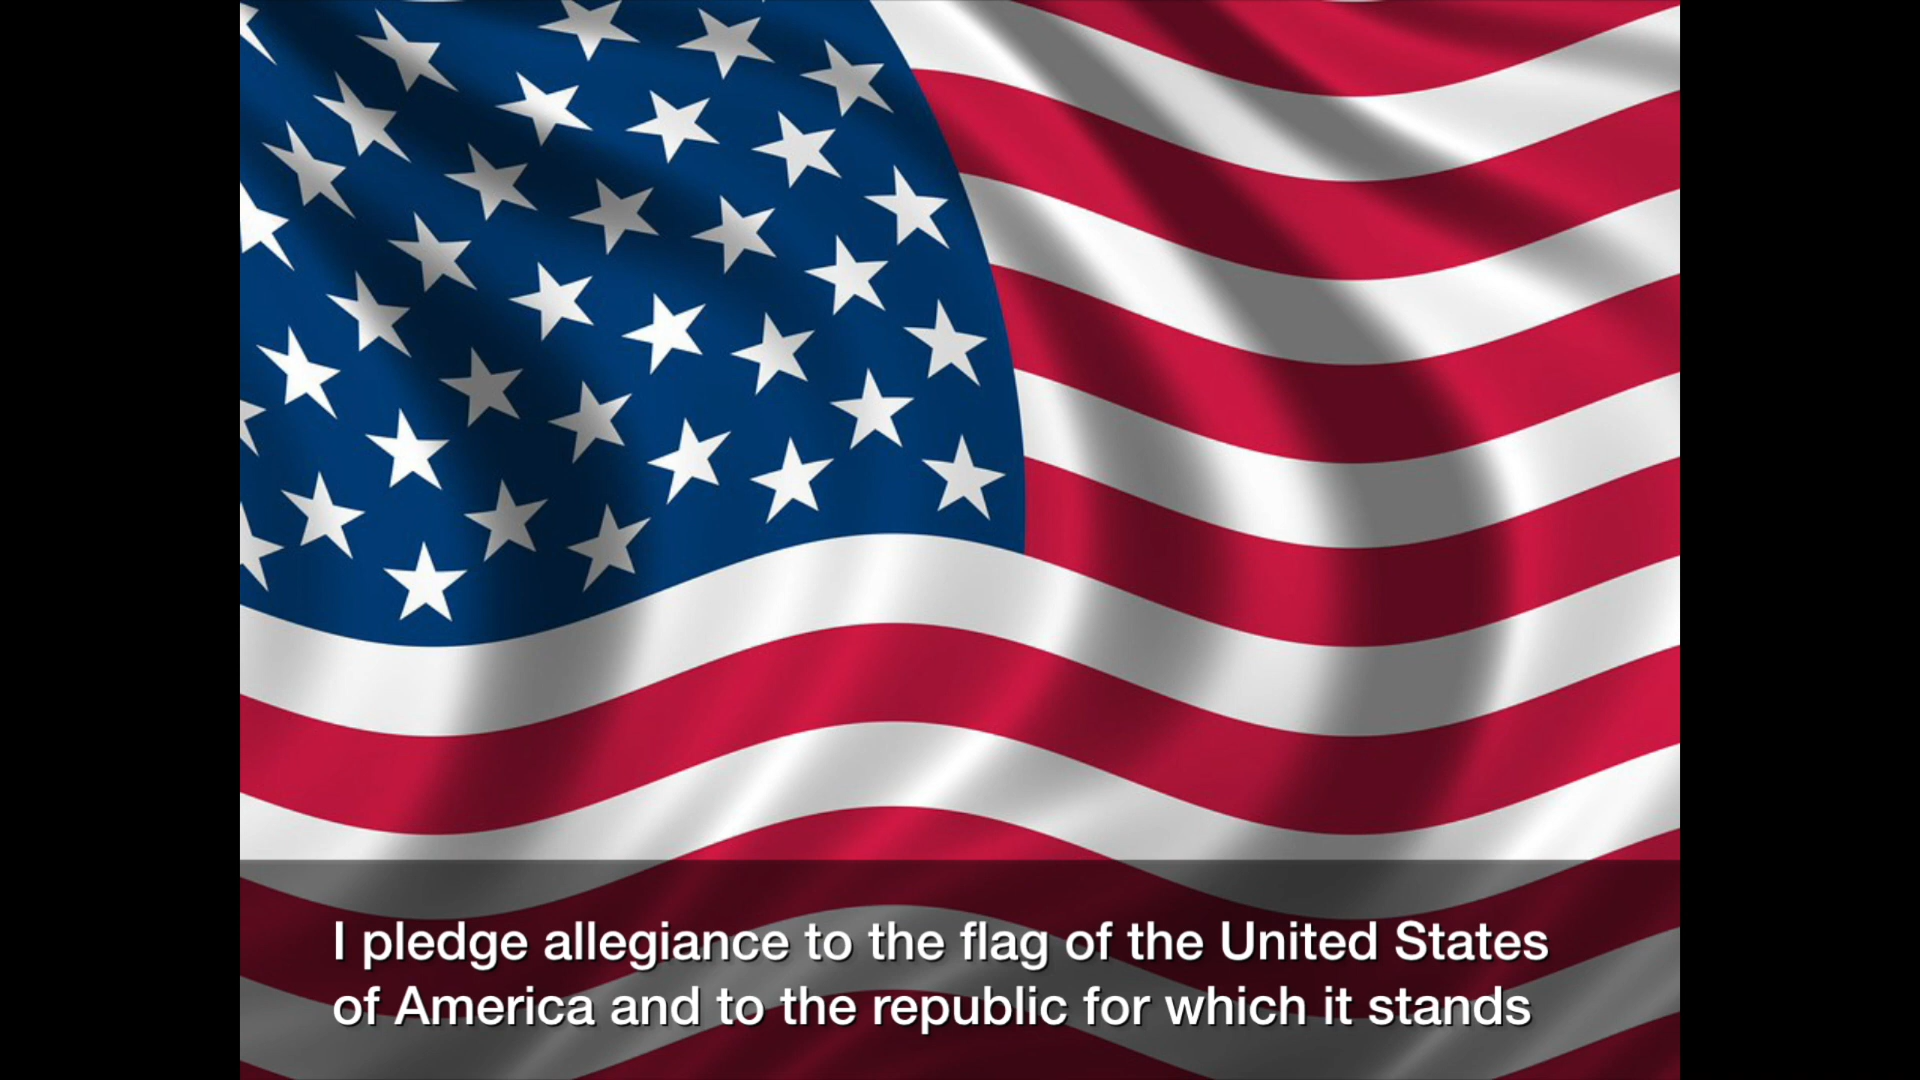 I pledge allegiance to the flag of the United States
of America and to the republic for which it stands